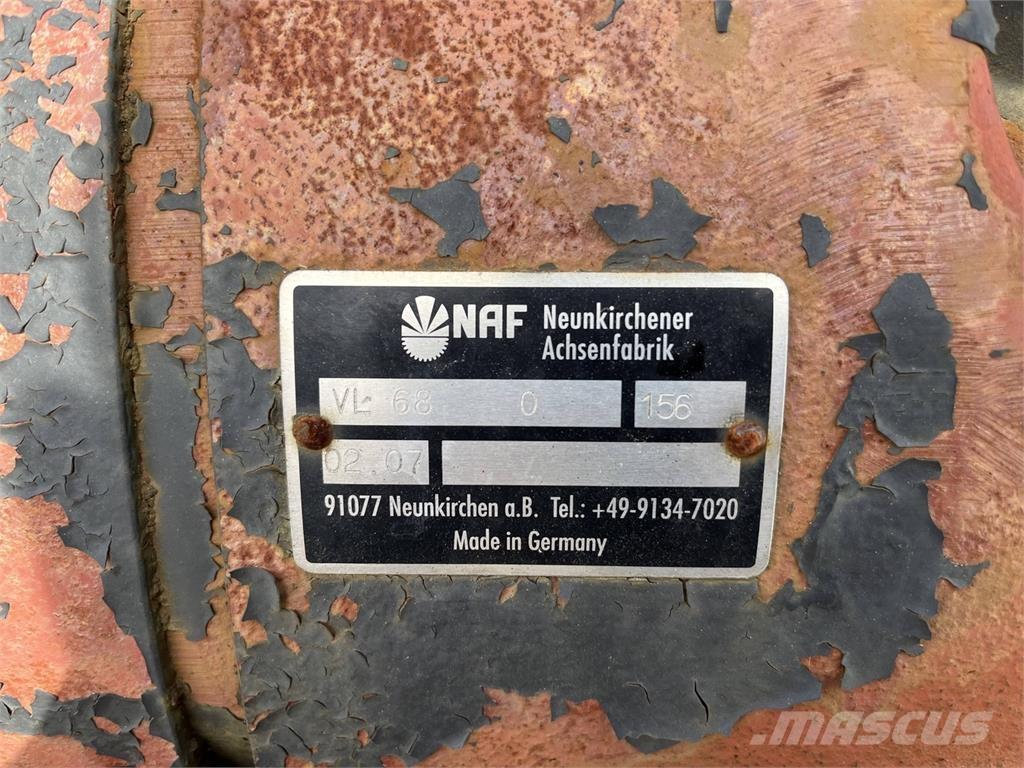 NAF Neunkirchener
Achsenfabrik
VL 68 0 156
02.07
91077 Neunkirchen a.B. Tel.: +49-9134-7020
Made in Germany
MASCUS